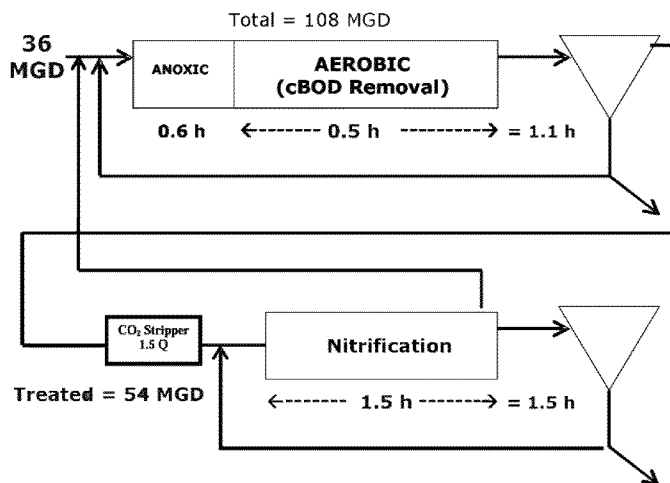 Total = 108 MGD
36
MGD
ANOXIC
AEROBIC
(cBOD Removal)
0.6 h
0.5 h
= 1.1 h
CO₂ Stripper
1.5 Q
Nitrification
Treated = 54 MGD
1.5 h
= 1.5 h